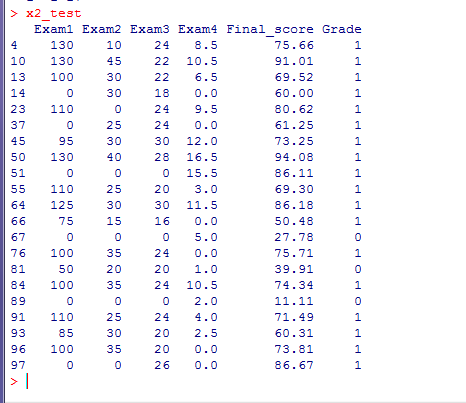 > x2_test
Exam1 Exam2 Exam3 Exam4 Final_score Grade
4 130 10 24 8.5 75.66 1
10 130 45 22 10.5 91.01 1
13 100 30 22 6.5 69.52 1
14 0 30 18 0.0 60.00 1
23 110 0 24 9.5 80.62 1
37 0 25 24 0.0 61.25 1
45 95 30 30 12.0 73.25 1
50 130 40 28 16.5 94.08 1
51 0 0 0 15.5 86.11 1
55 110 25 20 3.0 69.30 1
64 125 30 30 11.5 86.18 1
66 75 15 16 0.0 50.48 1
67 0 0 0 5.0 27.78 0
76 100 35 24 0.0 75.71 1
81 50 20 20 1.0 39.91 0
84 100 35 24 10.5 74.34 1
89 0 0 0 2.0 11.11 0
91 110 25 24 4.0 71.49 1
93 85 30 20 2.5 60.31 1
96 100 35 20 0.0 73.81 1
97 0 0 26 0.0 86.67 1
>